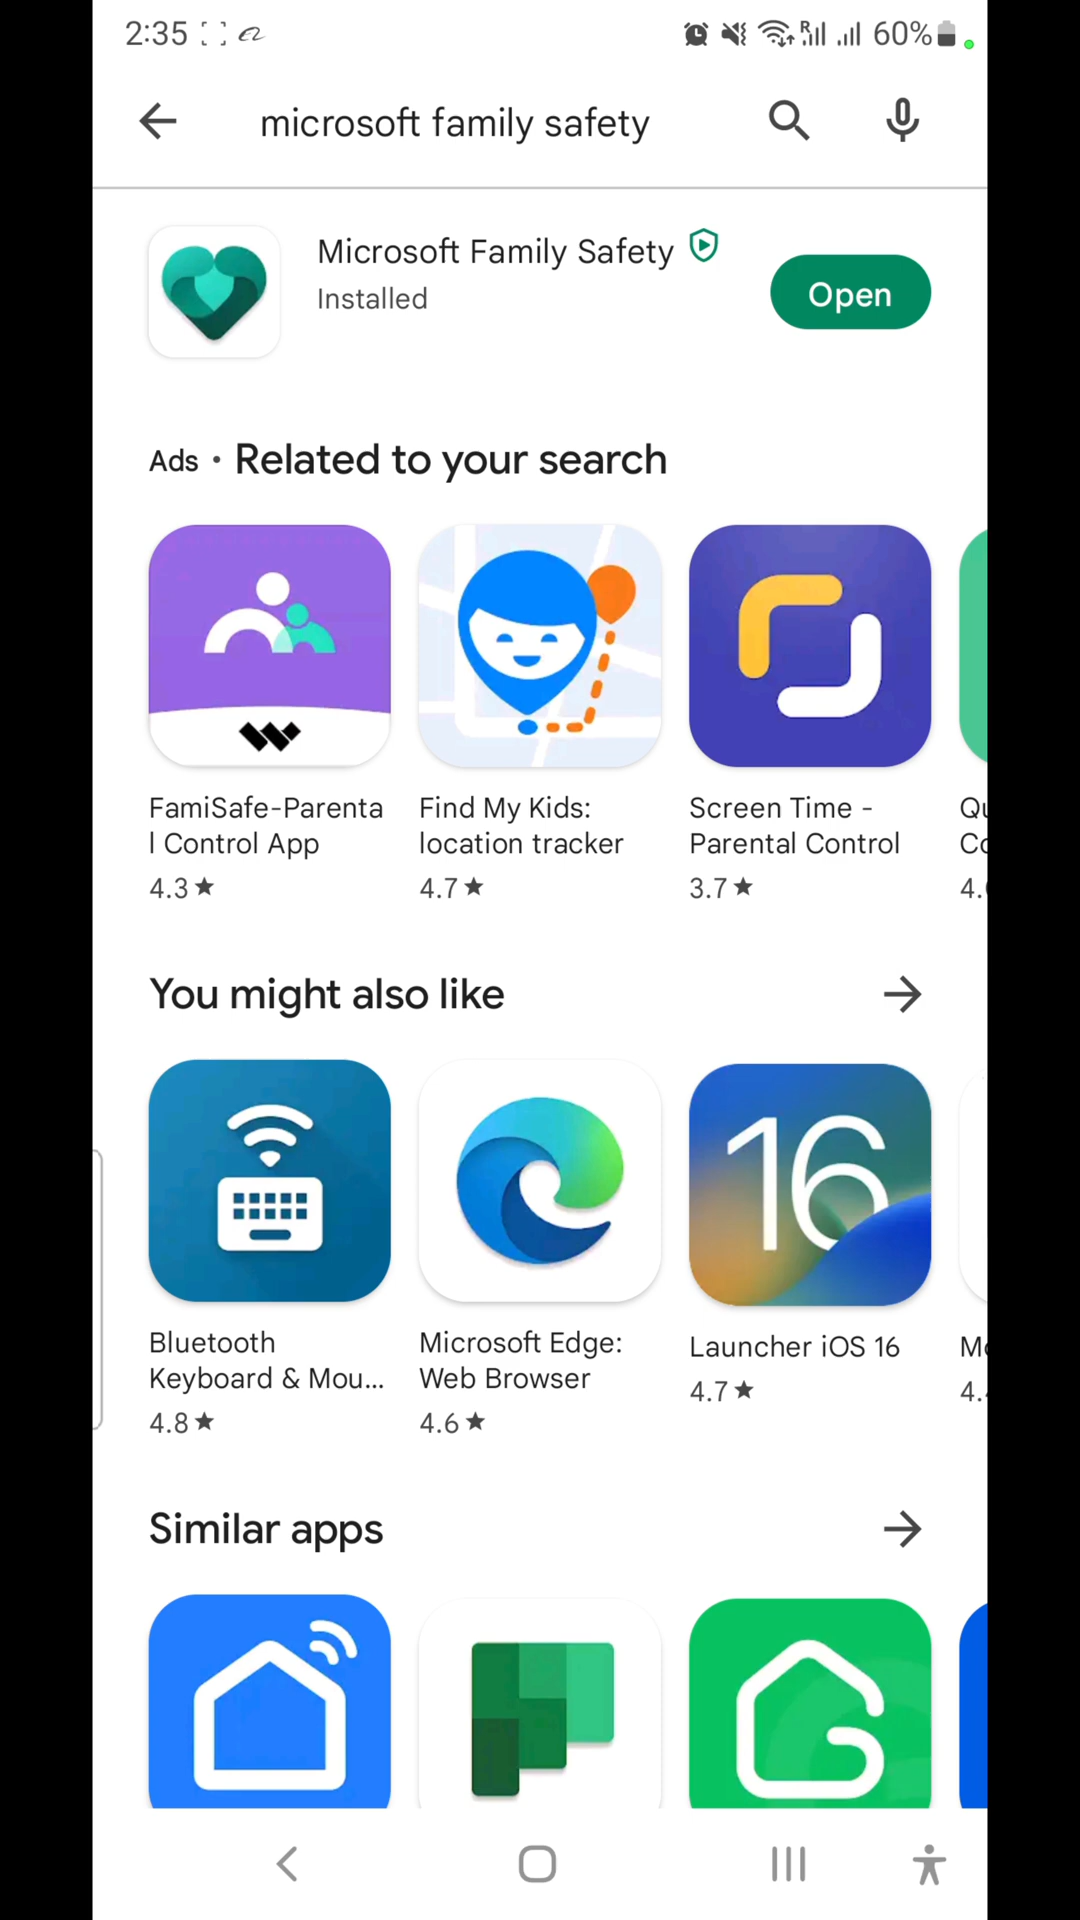 2:35
60%
microsoft family safety
Microsoft Family Safety
Installed
Open
Ads • Related to your search
FamiSafe-Parenta
l Control App
4.3 ★
Find My Kids:
location tracker
4.7 ★
Screen Time -
Parental Control
3.7 ★
You might also like
16
Bluetooth
Keyboard & Mou...
4.8 ★
Microsoft Edge:
Web Browser
4.6 ★
Launcher iOS 16
4.7 ★
Similar apps